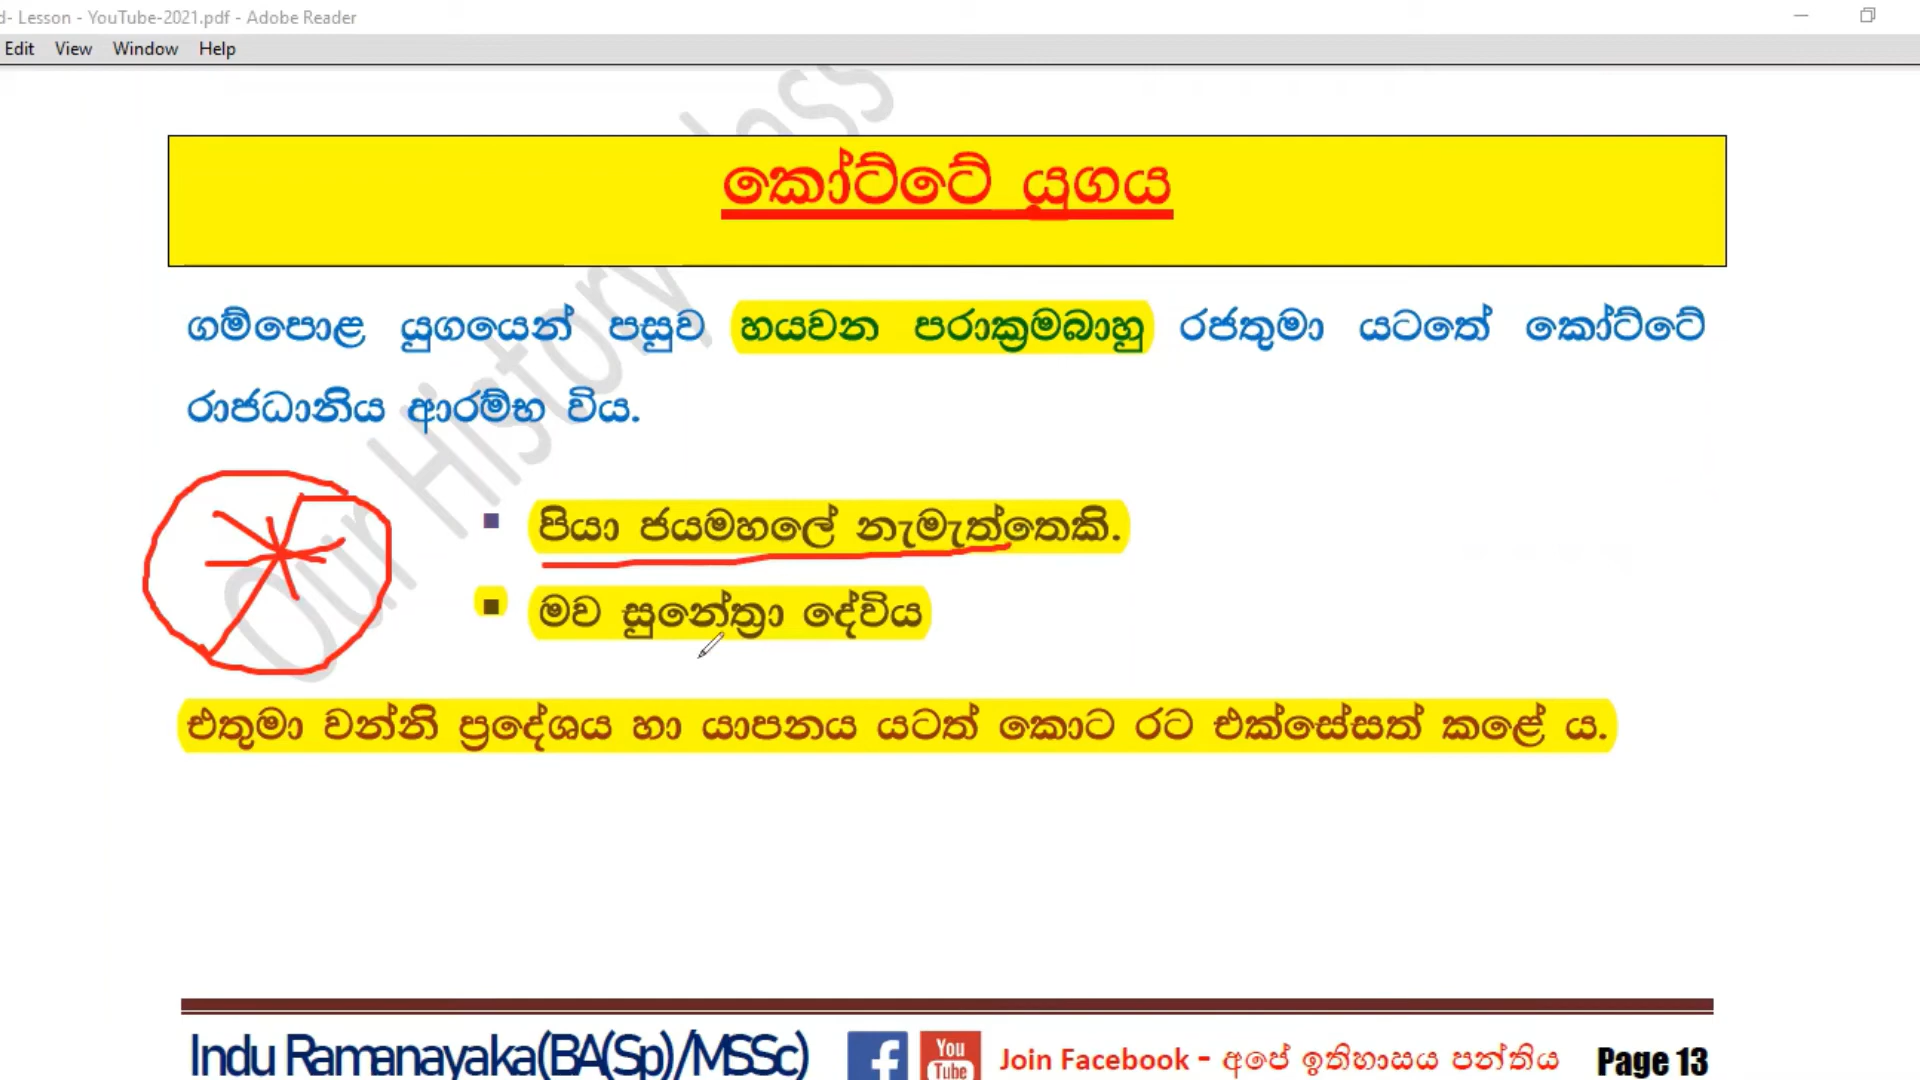 d- Lesson - YouTube-2021.pdf - Adobe Reader
Edit View Window Help
කෝට්ටේ යුගය
ගම්පොළ යුගයෙන් පසුව හයවන පරාක්‍රමබාහු රජතුමා යටතේ කෝට්ටේ
රාජධානිය ආරම්භ විය.
පියා ජයමහලේ නැමැත්තෙකි.
මව සුනේත්‍රා දේවිය
එතුමා වන්නි ප්‍රදේශය හා යාපනය යටත් කොට රට එක්සේසත් කළේ ය.
Our History
Indu Ramanayaka(BA(Sp)/MSSc)
You
Tube
Join Facebook - අපේ ඉතිහාසය පන්තිය
Page 13